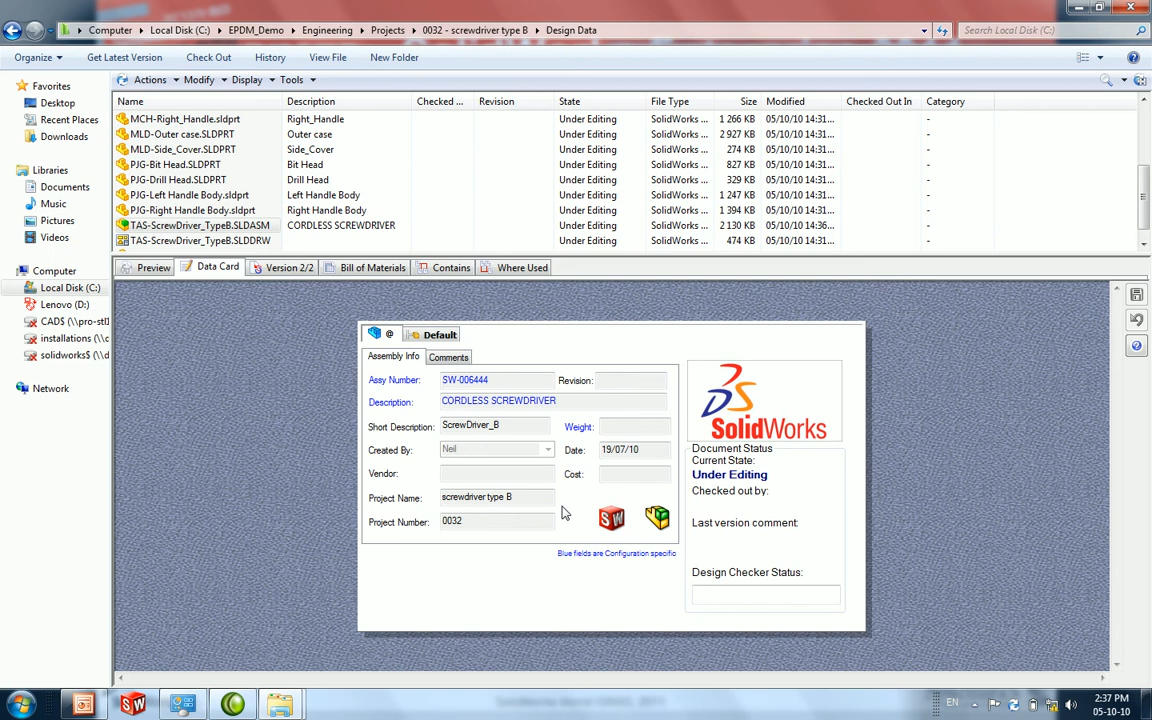 Computer Local Disk (C:) EPDM_Demo Engineering Projects 0032 - screwdriver type B Design Data
Search Local Disk (C:)
Organize Get Latest Version Check Out History View File New Folder
Actions Modify Display Tools
Favorites
Desktop
Recent Places
Downloads
Libraries
Documents
Music
Pictures
Videos
Computer
Local Disk (C:)
Lenovo (D:)
CAD$ (\\pro-stl
installations (\\c
solidworks$ (\\d
Network
Name Description Checked ... Revision State File Type Size Modified Checked Out In Category
MCH-Right_Handle.sldprt Right_Handle Under Editing SolidWorks ... 1 266 KB 05/10/10 14:31... -
MLD-Outer case.SLDPRT Outer case Under Editing SolidWorks ... 2 927 KB 05/10/10 14:31... -
MLD-Side_Cover.SLDPRT Side_Cover Under Editing SolidWorks ... 274 KB 05/10/10 14:31... -
PJG-Bit Head.SLDPRT Bit Head Under Editing SolidWorks ... 827 KB 05/10/10 14:31... -
PJG-Drill Head.SLDPRT Drill Head Under Editing SolidWorks ... 329 KB 05/10/10 14:31... -
PJG-Left Handle Body.sldprt Left Handle Body Under Editing SolidWorks ... 1 247 KB 05/10/10 14:31... -
PJG-Right Handle Body.sldprt Right Handle Body Under Editing SolidWorks ... 1 394 KB 05/10/10 14:31... -
TAS-ScrewDriver_TypeB.SLDASM CORDLESS SCREWDRIVER Under Editing SolidWorks ... 2 130 KB 05/10/10 14:36... -
TAS-ScrewDriver_TypeB.SLDDRW Under Editing SolidWorks ... 474 KB 05/10/10 14:31... -
Preview Data Card Version 2/2 Bill of Materials Contains Where Used
@ Default
Assembly Info Comments
Assy Number: SW-006444 Revision:
Description: CORDLESS SCREWDRIVER
Short Description: ScrewDriver_B Weight:
Created By: Neil Date: 19/07/10
Vendor: Cost:
Project Name: screwdriver type B
Project Number: 0032
Blue fields are Configuration specific
SolidWorks
Document Status
Current State:
Under Editing
Checked out by:
Last version comment:
Design Checker Status:
EN
2:37 PM
05-10-10